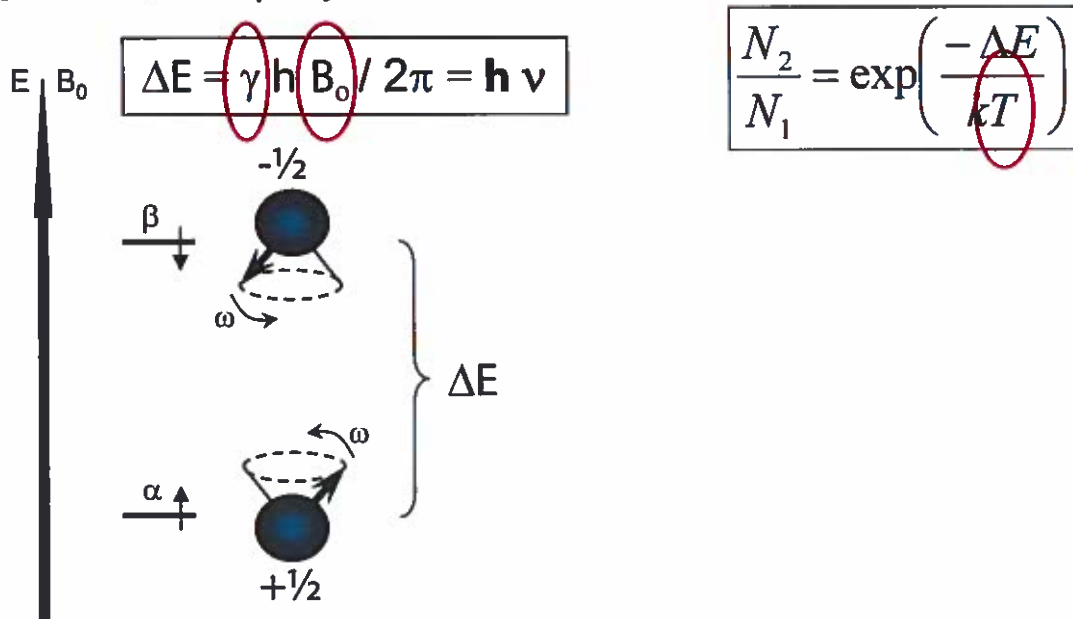 ΔE = γ h B₀ / 2π = h ν
N₂/N₁ = exp(−ΔE/kT)
E B₀
-½
β
ω
ΔE
ω
α
+½